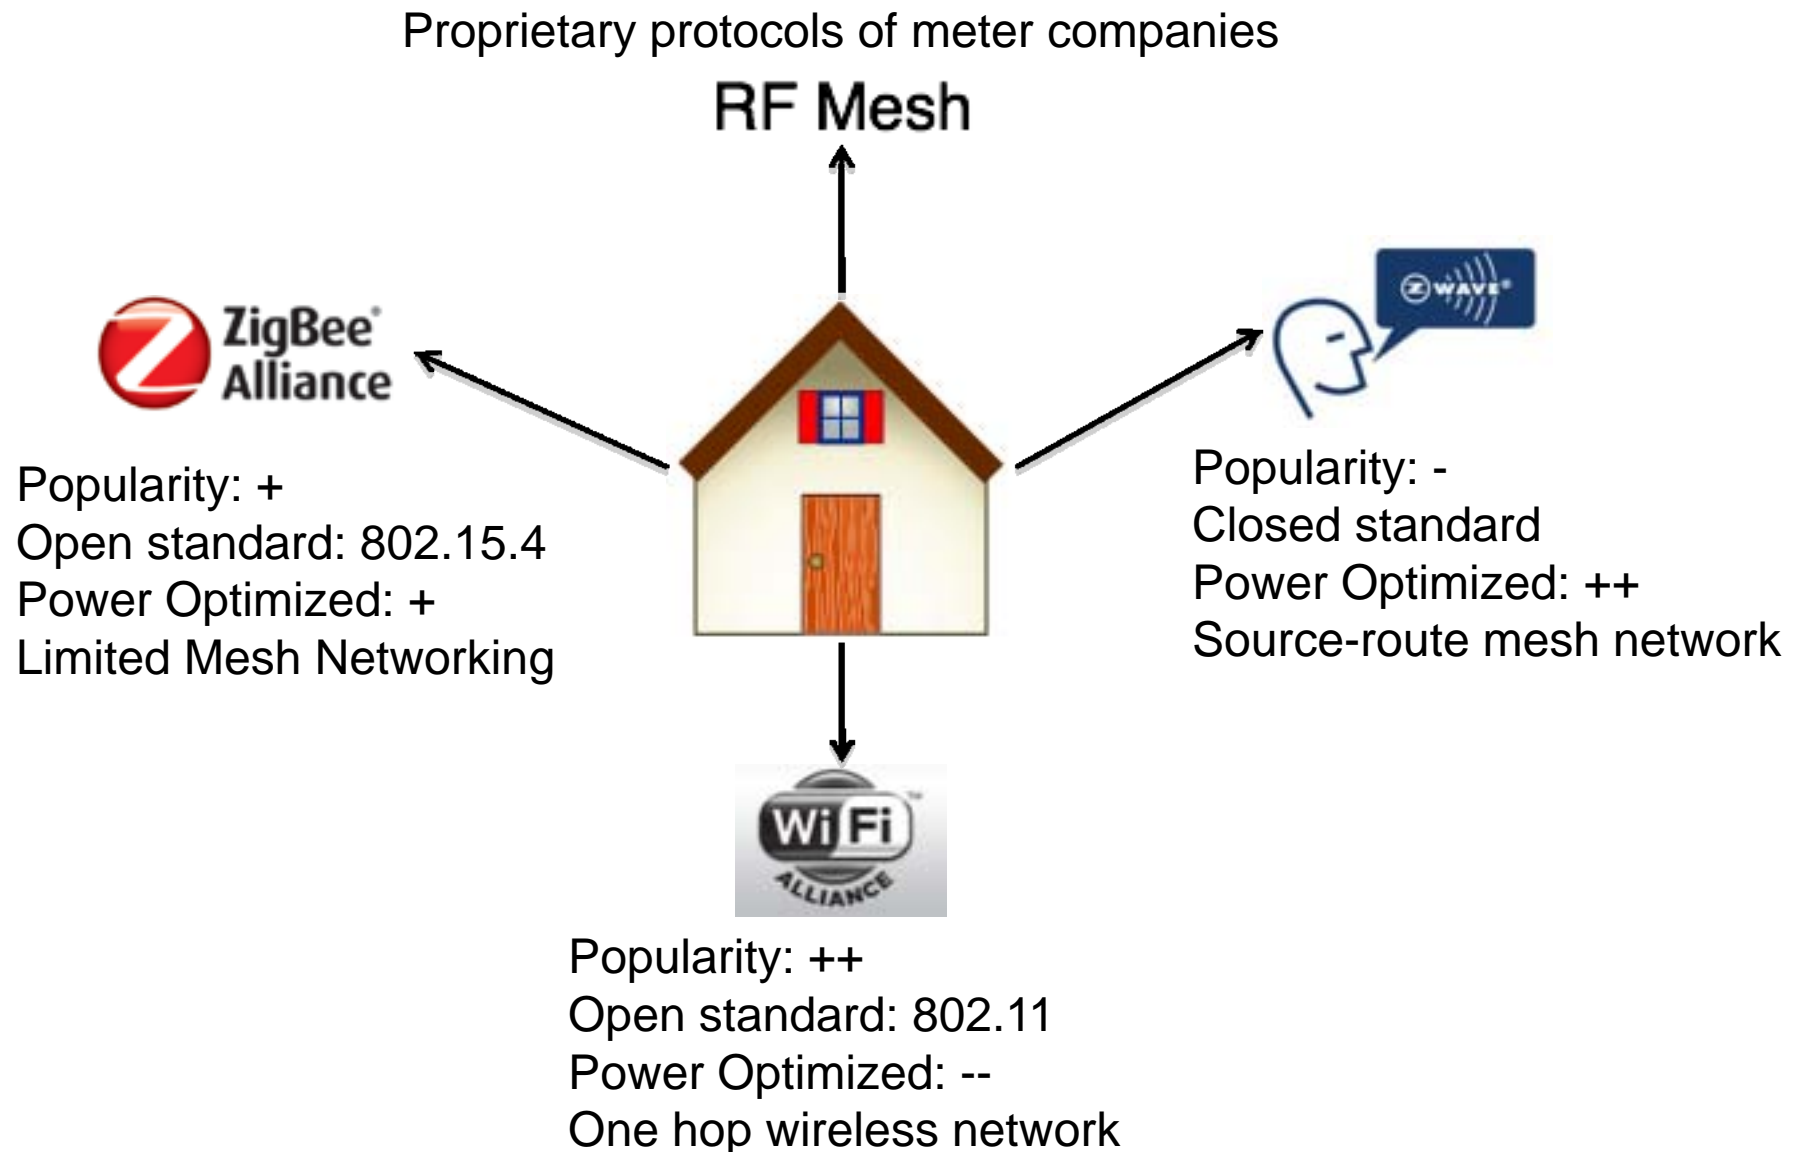 Proprietary protocols of meter companies
RF Mesh
ZigBee®
Alliance
Popularity: +
Open standard: 802.15.4
Power Optimized: +
Limited Mesh Networking
Z WAVE®
Popularity: -
Closed standard
Power Optimized: ++
Source-route mesh network
Wi Fi™
ALLIANCE
Popularity: ++
Open standard: 802.11
Power Optimized: --
One hop wireless network